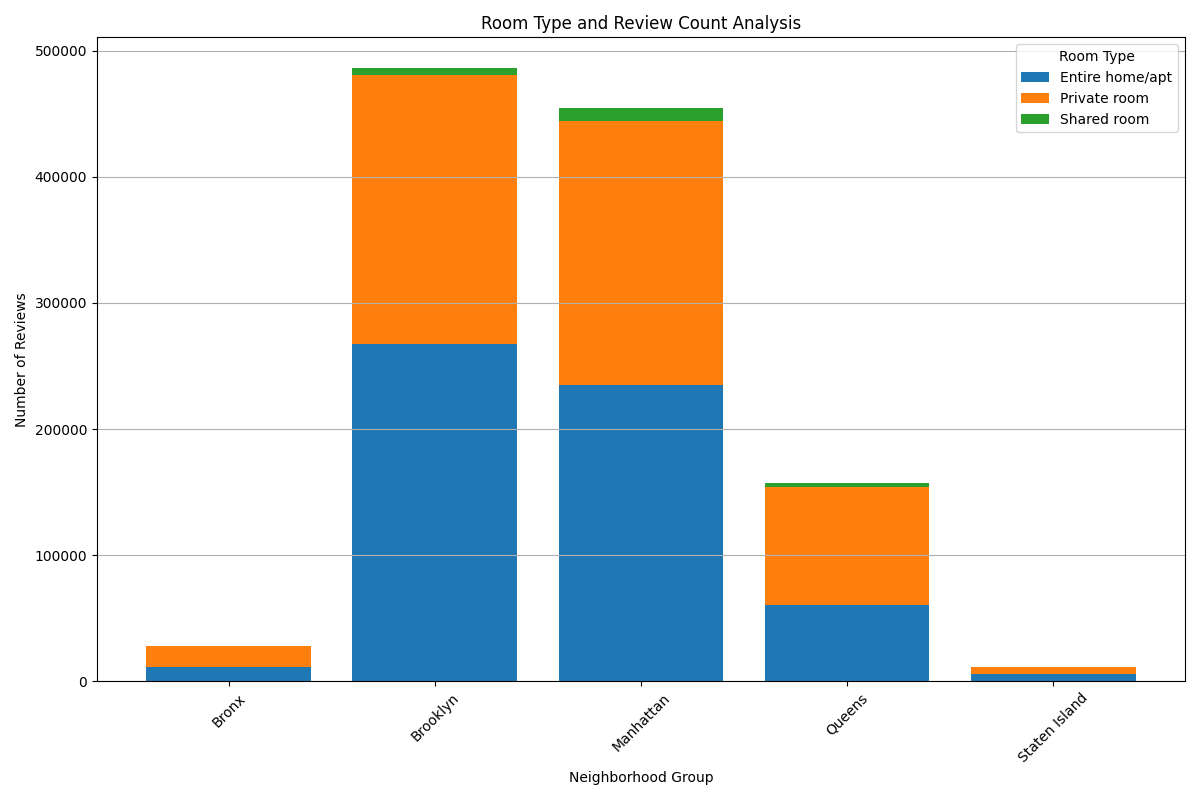 Room Type and Review Count Analysis
Room Type
Entire home/apt
Private room
Shared room
Number of Reviews
500000
400000
300000
200000
100000
0
Bronx
Brooklyn
Manhattan
Queens
Staten Island
Neighborhood Group